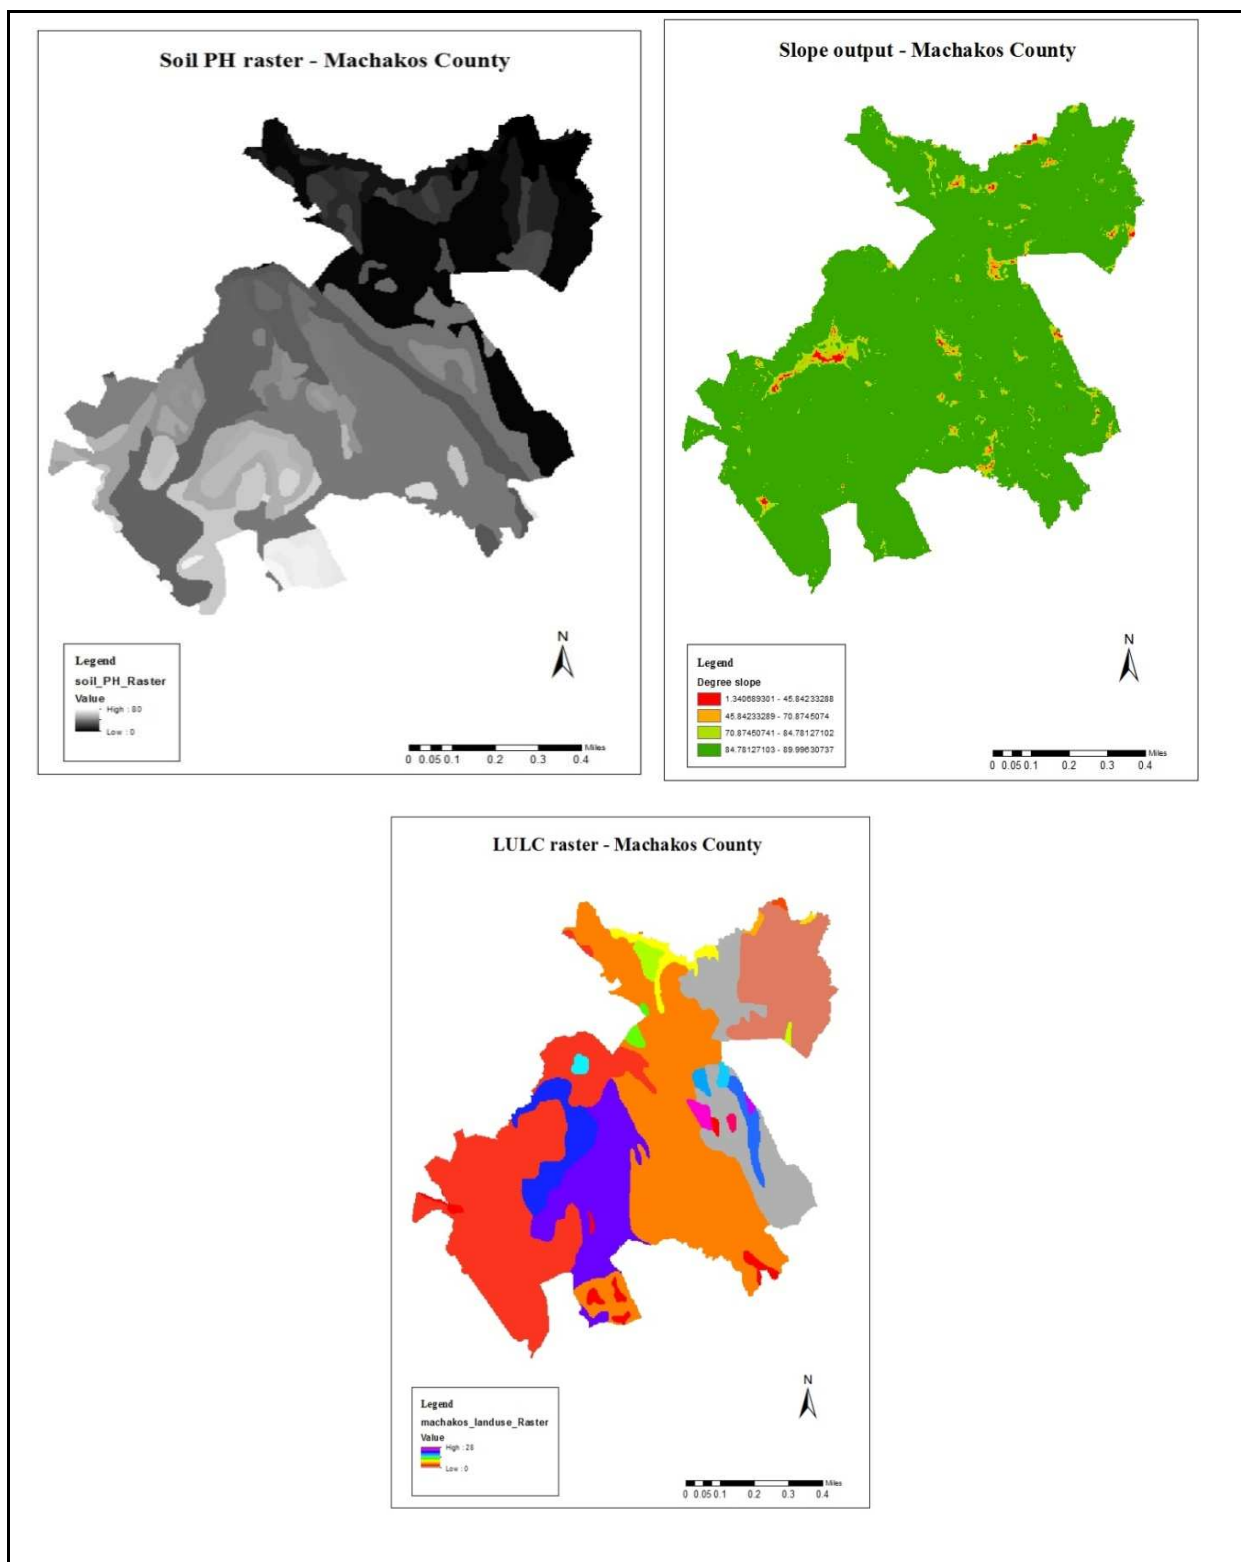 Soil PH raster - Machakos County
Legend
soil_PH_Raster
Value
High : 80
Low : 0
N
Miles
0 0.05 0.1 0.2 0.3 0.4
Slope output - Machakos County
Legend
Degree slope
1.340689301 - 45.84233288
45.84233289 - 70.8745074
70.87450741 - 84.78127102
84.78127103 - 89.99630737
N
Miles
0 0.05 0.1 0.2 0.3 0.4
LULC raster - Machakos County
Legend
machakos_landuse_Raster
Value
High : 28
Low : 0
N
Miles
0 0.05 0.1 0.2 0.3 0.4